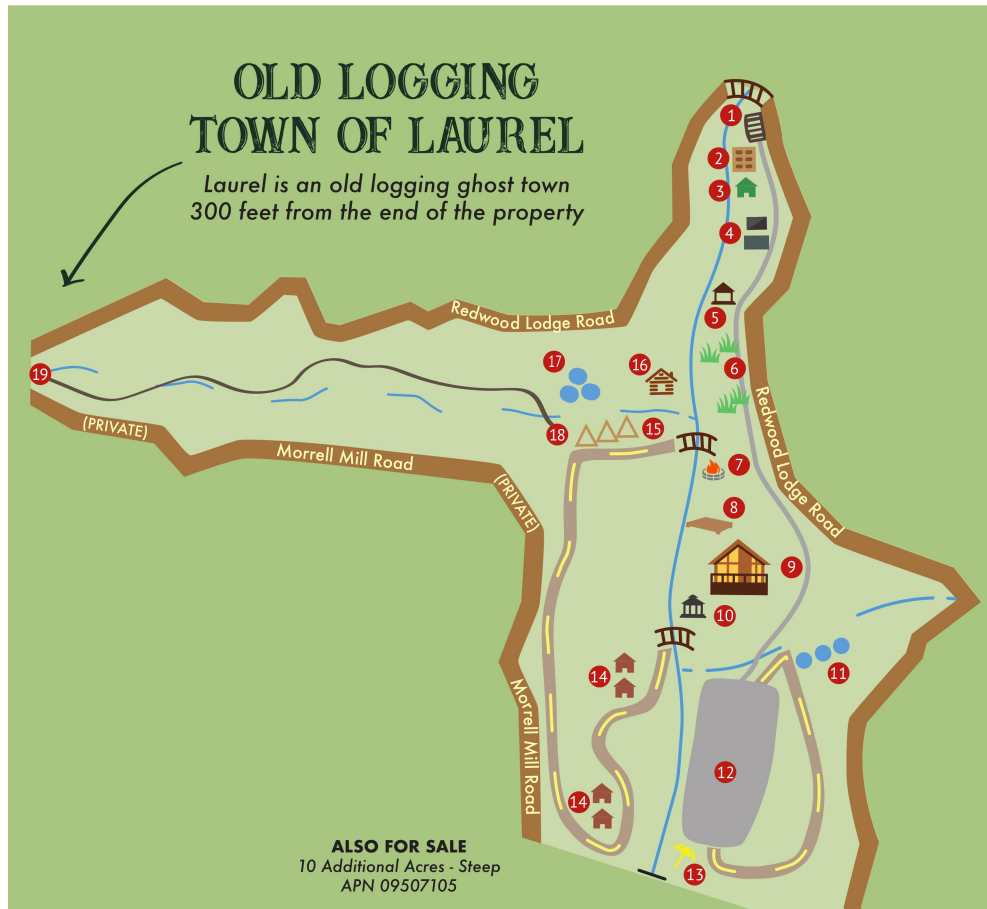 OLD LOGGING
TOWN OF LAUREL
Laurel is an old logging ghost town
300 feet from the end of the property
1
2
3
4
5
6
Redwood Lodge Road
17
16
19
18
15
(PRIVATE)
Morrell Mill Road
(PRIVATE)
Redwood Lodge Road
7
8
9
10
11
14
Morrell Mill Road
12
14
13
ALSO FOR SALE
10 Additional Acres - Steep
APN 09507105